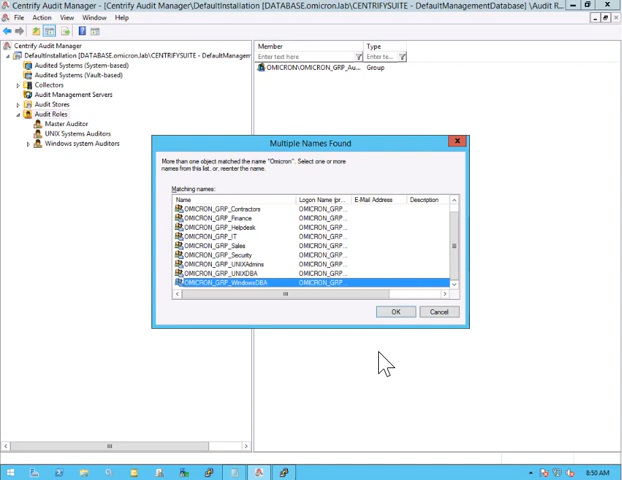 Centrify Audit Manager - [Centrify Audit Manager\DefaultInstallation [DATABASE.omicron.lab\CENTRIFYSUITE - DefaultManagementDatabase] \Audit R...
File Action View Window Help
Centrify Audit Manager
DefaultInstallation [DATABASE.omicron.lab\CENTRIFYSUITE - DefaultManagem
Audited Systems (System-based)
Audited Systems (Vault-based)
Collectors
Audit Management Servers
Audit Stores
Audit Roles
Master Auditor
UNIX Systems Auditors
Windows system Auditors
Member Type
Enter text here Enter te...
OMICRON\OMICRON_GRP_Au... Group
Multiple Names Found
More than one object matched the name "Omicron". Select one or more
names from this list, or, reenter the name.
Matching names:
Name Logon Name (pr... E-Mail Address Description
OMICRON_GRP_Contractors OMICRON_GRP...
OMICRON_GRP_Finance OMICRON_GRP...
OMICRON_GRP_Helpdesk OMICRON_GRP...
OMICRON_GRP_IT OMICRON_GRP...
OMICRON_GRP_Sales OMICRON_GRP...
OMICRON_GRP_Security OMICRON_GRP...
OMICRON_GRP_UNIXAdmins OMICRON_GRP...
OMICRON_GRP_UNIXDBA OMICRON_GRP...
OMICRON_GRP_WindowsDBA OMICRON_GRP...
OK Cancel
8:50 AM